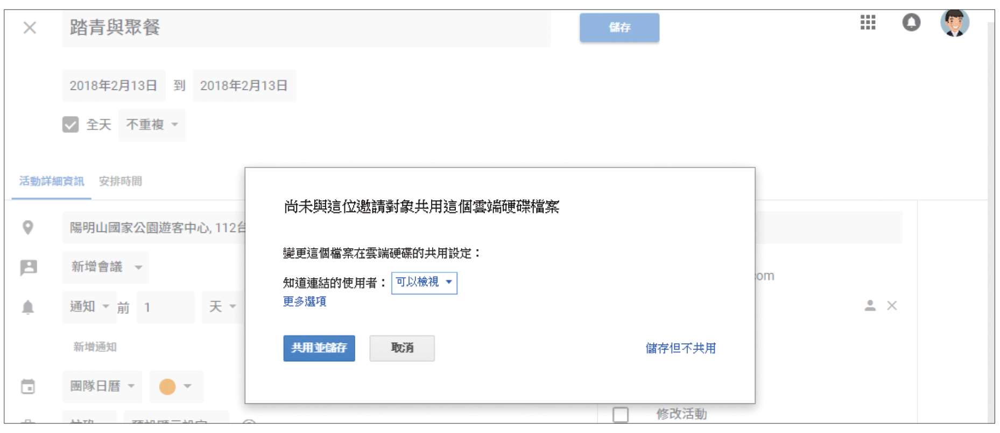 踏青與聚餐
儲存
2018年2月13日 到 2018年2月13日
全天 不重複
活動詳細資訊 安排時間
陽明山國家公園遊客中心, 112台
新增會議
通知 前 1 天
新增通知
團隊日曆
尚未與這位邀請對象共用這個雲端硬碟檔案
變更這個檔案在雲端硬碟的共用設定：
知道連結的使用者： 可以檢視
更多選項
共用並儲存 取消 儲存但不共用
com
修改活動